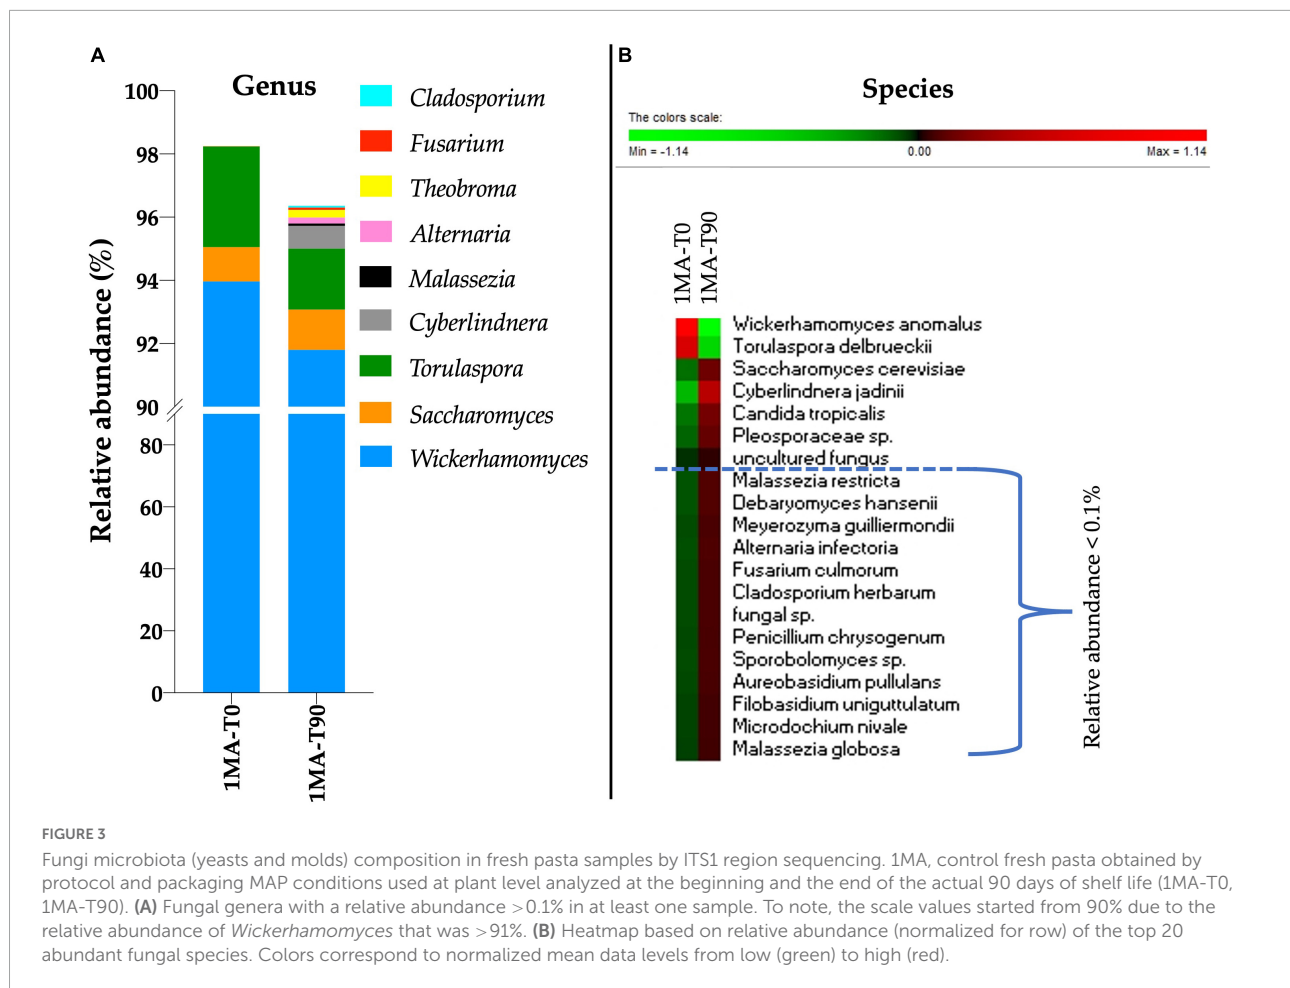 A
Genus
100
98
96
94
92
90
80
60
40
20
0
Relative abundance (%)
1MA-T0
1MA-T90
Cladosporium
Fusarium
Theobroma
Alternaria
Malassezia
Cyberlindnera
Torulaspora
Saccharomyces
Wickerhamomyces
B
Species
The colors scale:
Min = -1.14 0.00 Max = 1.14
1MA-T0
1MA-T90
Wickerhamomyces anomalus
Torulaspora delbrueckii
Saccharomyces cerevisiae
Cyberlindnera jadinii
Candida tropicalis
Pleosporaceae sp.
uncultured fungus
Malassezia restricta
Debaryomyces hansenii
Meyerozyma guilliermondii
Alternaria infectoria
Fusarium culmorum
Cladosporium herbarum
fungal sp.
Penicillium chrysogenum
Sporobolomyces sp.
Aureobasidium pullulans
Filobasidium uniguttulatum
Microdochium nivale
Malassezia globosa
Relative abundance < 0.1%
FIGURE 3
Fungi microbiota (yeasts and molds) composition in fresh pasta samples by ITS1 region sequencing. 1MA, control fresh pasta obtained by
protocol and packaging MAP conditions used at plant level analyzed at the beginning and the end of the actual 90 days of shelf life (1MA-T0,
1MA-T90). (A) Fungal genera with a relative abundance >0.1% in at least one sample. To note, the scale values started from 90% due to the
relative abundance of Wickerhamomyces that was >91%. (B) Heatmap based on relative abundance (normalized for row) of the top 20
abundant fungal species. Colors correspond to normalized mean data levels from low (green) to high (red).